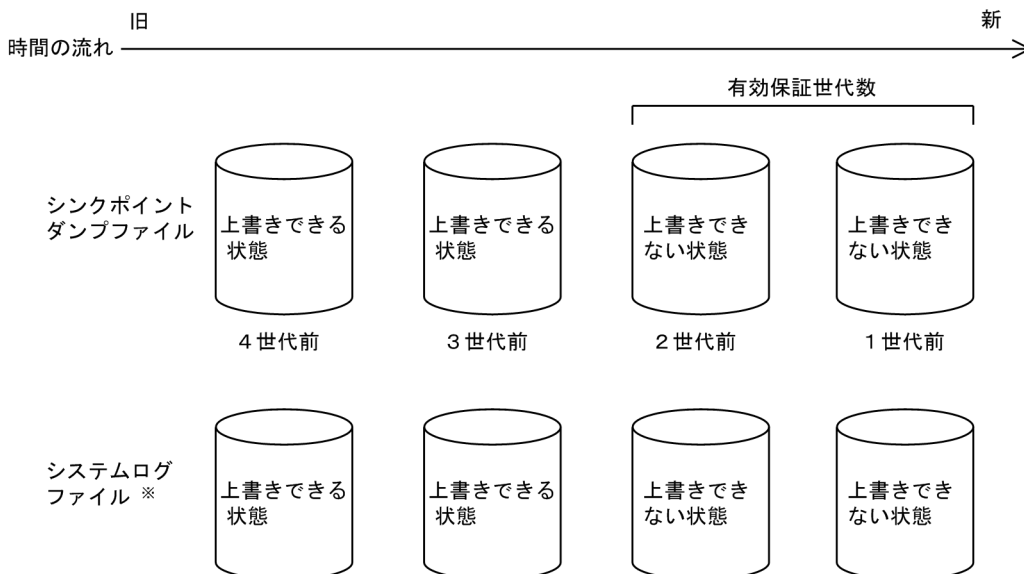 旧
新
時間の流れ
有効保証世代数
シンクポイント
ダンプファイル
上書きできる
状態
上書きできる
状態
上書きでき
ない状態
上書きでき
ない状態
4世代前
3世代前
2世代前
1世代前
システムログ
ファイル ※
上書きできる
状態
上書きできる
状態
上書きでき
ない状態
上書きでき
ない状態